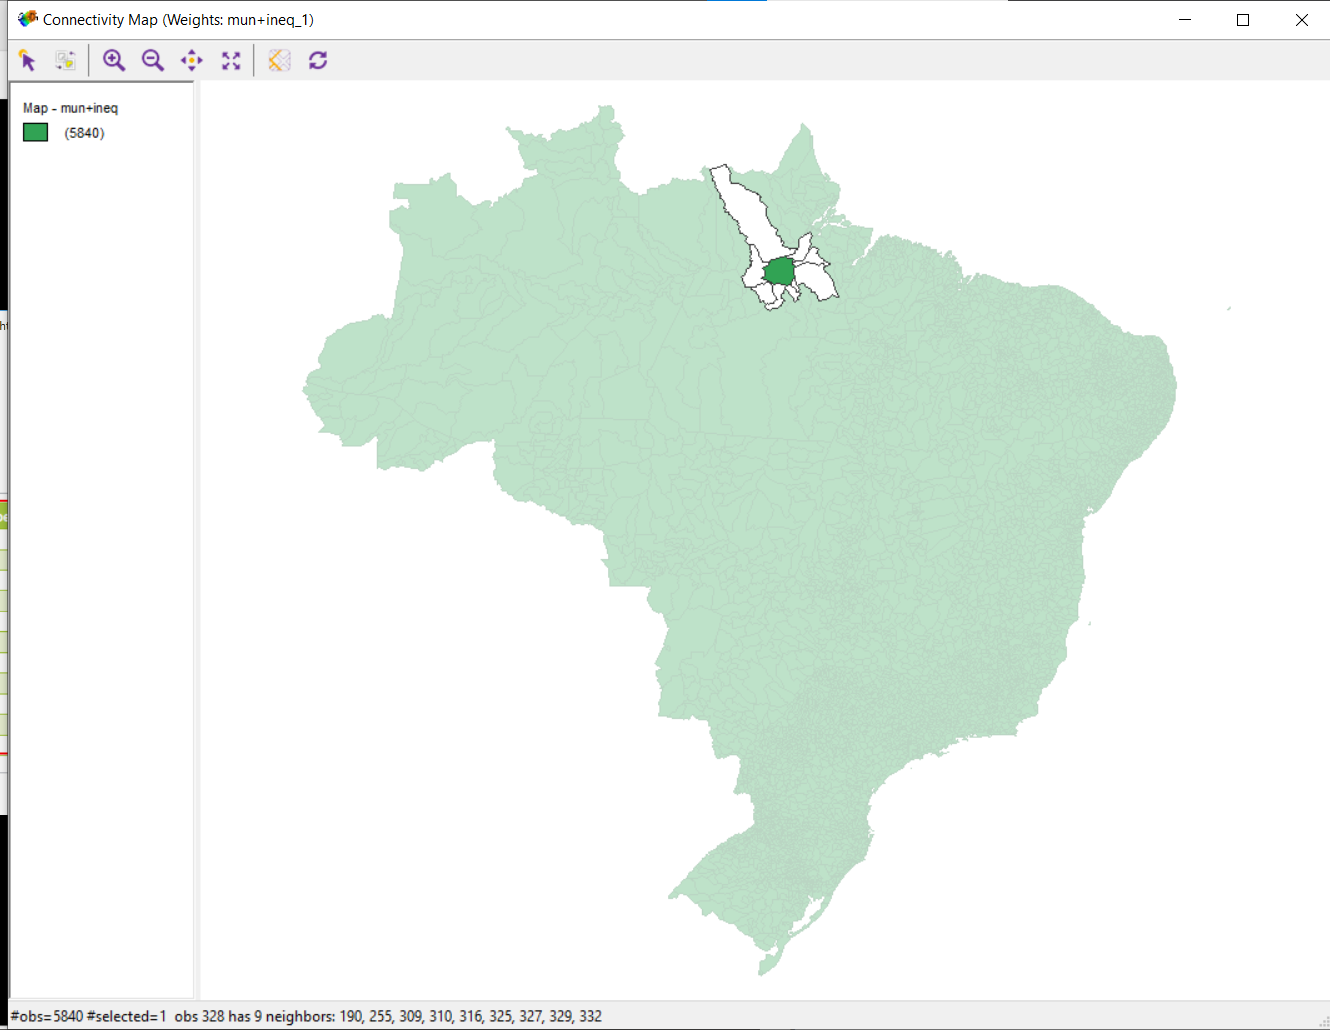 Connectivity Map (Weights: mun+ineq_1)
Map - mun+ineq
(5840)
#obs=5840 #selected=1 obs 328 has 9 neighbors: 190, 255, 309, 310, 316, 325, 327, 329, 332